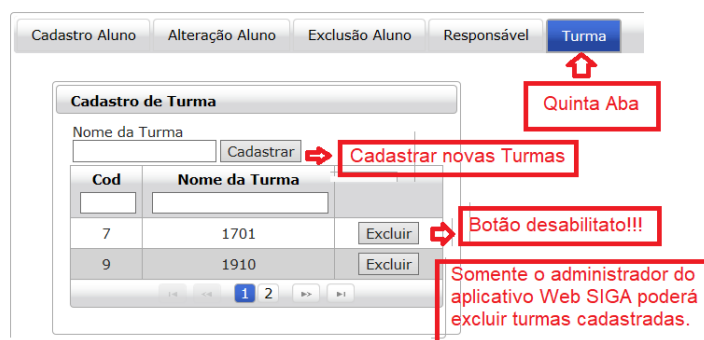 Cadastro Aluno Alteração Aluno Exclusão Aluno Responsável Turma
Quinta Aba
Cadastro de Turma
Nome da Turma
Cadastrar
Cadastrar novas Turmas
Cod Nome da Turma
7 1701 Excluir
Botão desabilitato!!!
9 1910 Excluir
1 2
Somente o administrador do
aplicativo Web SIGA poderá
excluir turmas cadastradas.